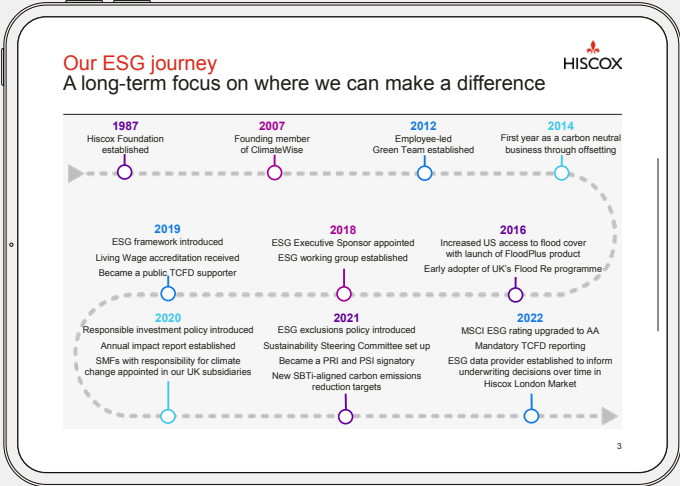 Our ESG journey
A long-term focus on where we can make a difference
HISCOX
1987
Hiscox Foundation
established
2007
Founding member
of ClimateWise
2012
Employee-led
Green Team established
2014
First year as a carbon neutral
business through offsetting
2019
ESG framework introduced
Living Wage accreditation received
Became a public TCFD supporter
2018
ESG Executive Sponsor appointed
ESG working group established
2016
Increased US access to flood cover
with launch of FloodPlus product
Early adopter of UK's Flood Re programme
2020
Responsible investment policy introduced
Annual impact report established
SMFs with responsibility for climate
change appointed in our UK subsidiaries
2021
ESG exclusions policy introduced
Sustainability Steering Committee set up
Became a PRI and PSI signatory
New SBTi-aligned carbon emissions
reduction targets
2022
MSCI ESG rating upgraded to AA
Mandatory TCFD reporting
ESG data provider established to inform
underwriting decisions over time in
Hiscox London Market
3